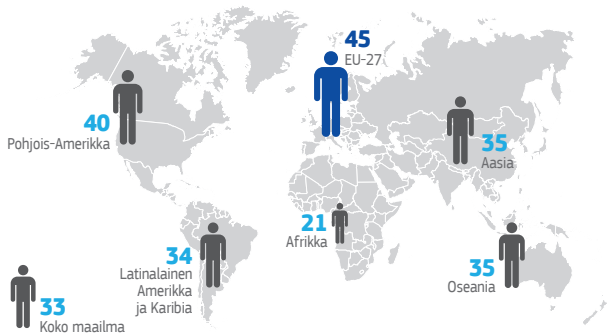 45
EU-27
40
Pohjois-Amerikka
35
Aasia
21
Afrikka
34
Latinalainen
Amerikka
ja Karibia
35
Oseania
33
Koko maailma